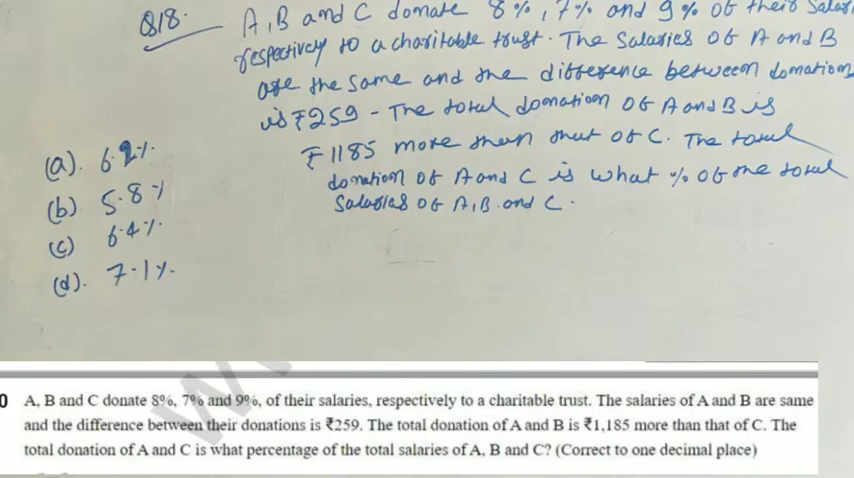 Q18. A, B and C donate 8%, 7% and 9% of their Salar
respectively to a charitable trust. The Salaries of A and B
are the same and the difference between donation
is ₹259 - The total donation of A and B is
₹1185 more than that of C. The total
donation of A and C is what % of the total
Salaries of A, B and C.
(a). 6.2%
(b) 5.8%
(c) 6.4%
(d). 7.1%.
0 A, B and C donate 8%, 7% and 9%, of their salaries, respectively to a charitable trust. The salaries of A and B are same
and the difference between their donations is ₹259. The total donation of A and B is ₹1,185 more than that of C. The
total donation of A and C is what percentage of the total salaries of A, B and C? (Correct to one decimal place)